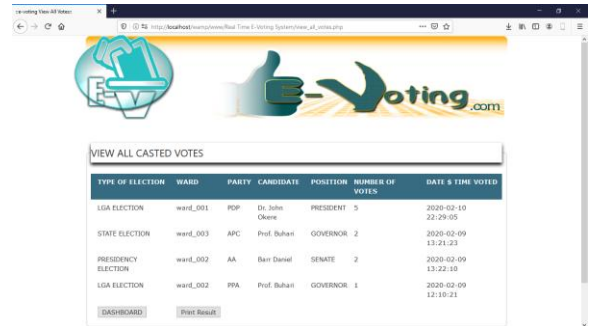 e-voting View All Votes
http://localhost/wamp/www/Real Time E-Voting System/view_all_votes.php
E-V
E-Voting.com
VIEW ALL CASTED VOTES
TYPE OF ELECTION WARD PARTY CANDIDATE POSITION NUMBER OF VOTES DATE $ TIME VOTED
LGA ELECTION ward_001 PDP Dr. John Okere PRESIDENT 5 2020-02-10 22:29:05
STATE ELECTION ward_003 APC Prof. Buhari GOVERNOR 2 2020-02-09 13:21:23
PRESIDENCY ELECTION ward_002 AA Barr Daniel SENATE 2 2020-02-09 13:22:10
LGA ELECTION ward_002 PPA Prof. Buhari GOVERNOR 1 2020-02-09 12:10:21
DASHBOARD Print Result